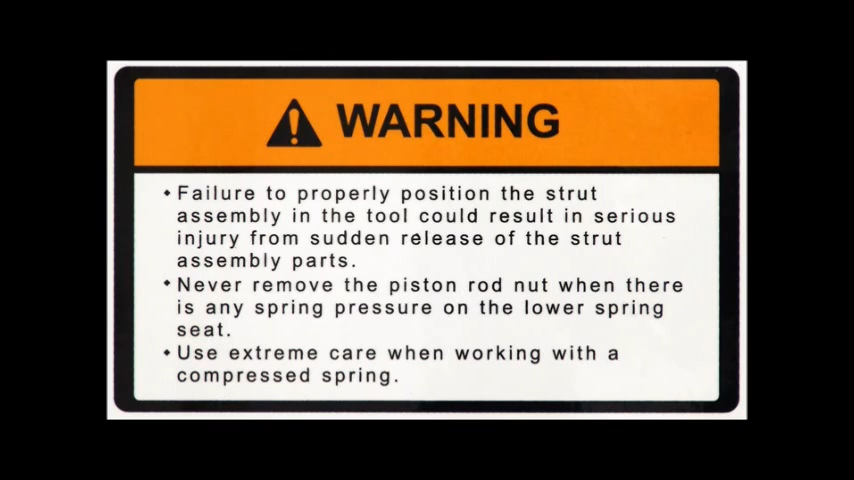 WARNING
Failure to properly position the strut
assembly in the tool could result in serious
injury from sudden release of the strut
assembly parts.
Never remove the piston rod nut when there
is any spring pressure on the lower spring
seat.
Use extreme care when working with a
compressed spring.